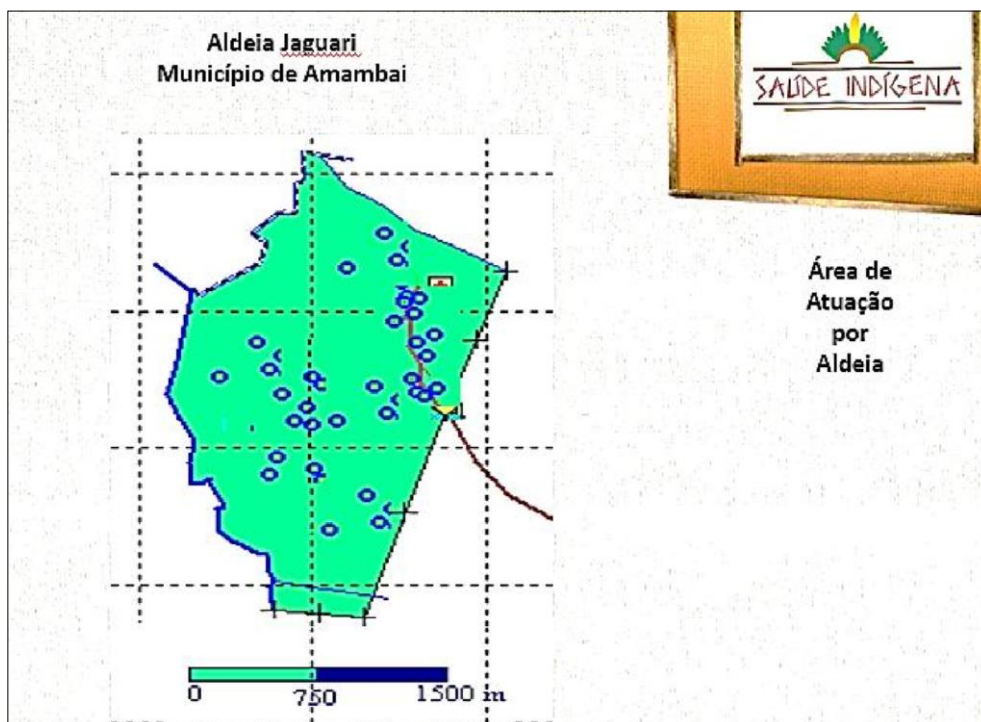 Aldeia Jaguari
Município de Amambai
SAÚDE INDÍGENA
Área de
Atuação
por
Aldeia
0 750 1500 m